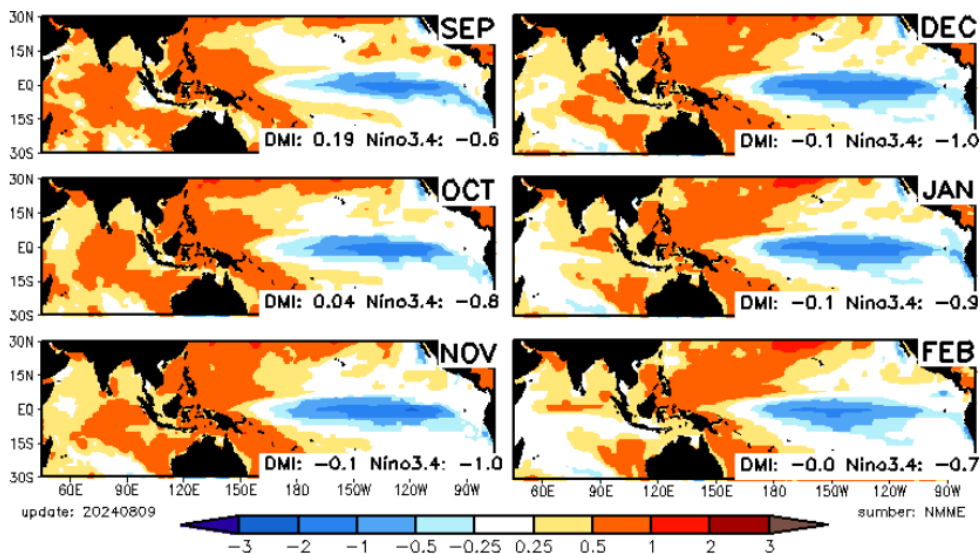 30N
15N
EQ
15S
30S
SEP
DMI: 0.19 Nino3.4: -0.6
DEC
DMI: -0.1 Nino3.4: -1.0
30N
15N
EQ
15S
30S
OCT
DMI: 0.04 Nino3.4: -0.8
JAN
DMI: -0.1 Nino3.4: -0.9
30N
15N
EQ
15S
30S
NOV
DMI: -0.1 Nino3.4: -1.0
FEB
DMI: -0.0 Nino3.4: -0.7
60E 90E 120E 150E 180 150W 120W 90W
60E 90E 120E 150E 180 150W 120W 90W
update: 20240809
sumber: NMME
-3 -2 -1 -0.5 -0.25 0.25 0.5 1 2 3